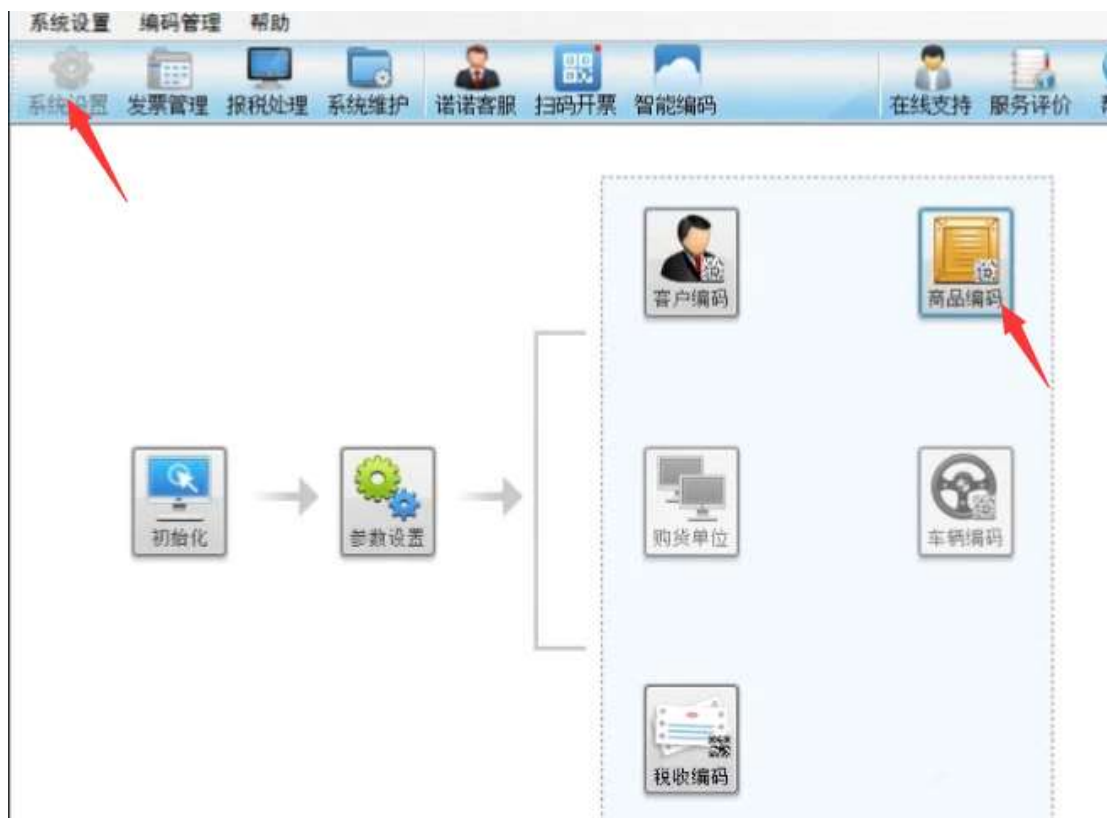 系统设置 编码管理 帮助
系统设置 发票管理 报税处理 系统维护 诺诺客服 扫码开票 智能编码 在线支持 服务评价
客户编码 商品编码
初始化 参数设置 购货单位 车辆编码
税收编码